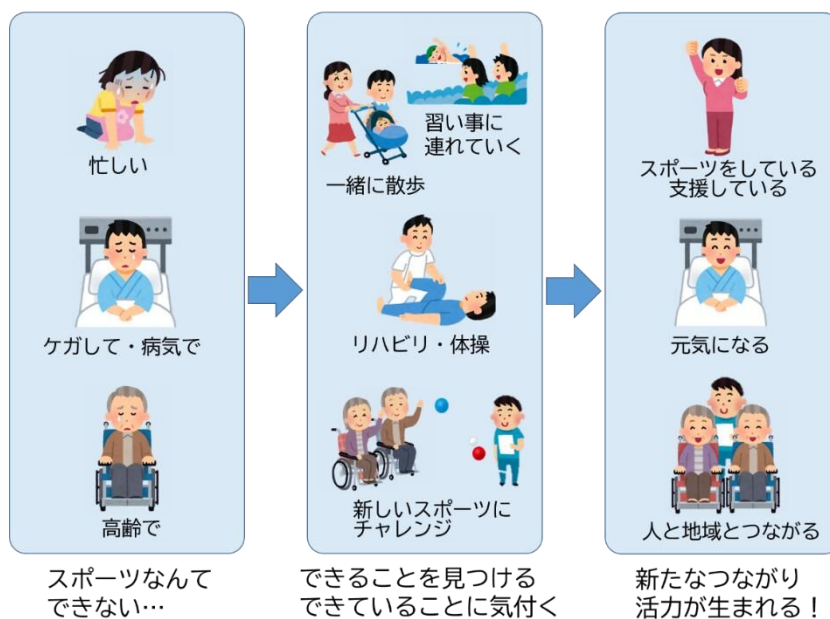 忙しい
ケガして・病気で
高齢で
スポーツなんて
できない…
習い事に
連れていく
一緒に散歩
リハビリ・体操
新しいスポーツに
チャレンジ
できることを見つける
できていることに気付く
スポーツをしている
支援している
元気になる
人と地域とつながる
新たなつながり
活力が生まれる！